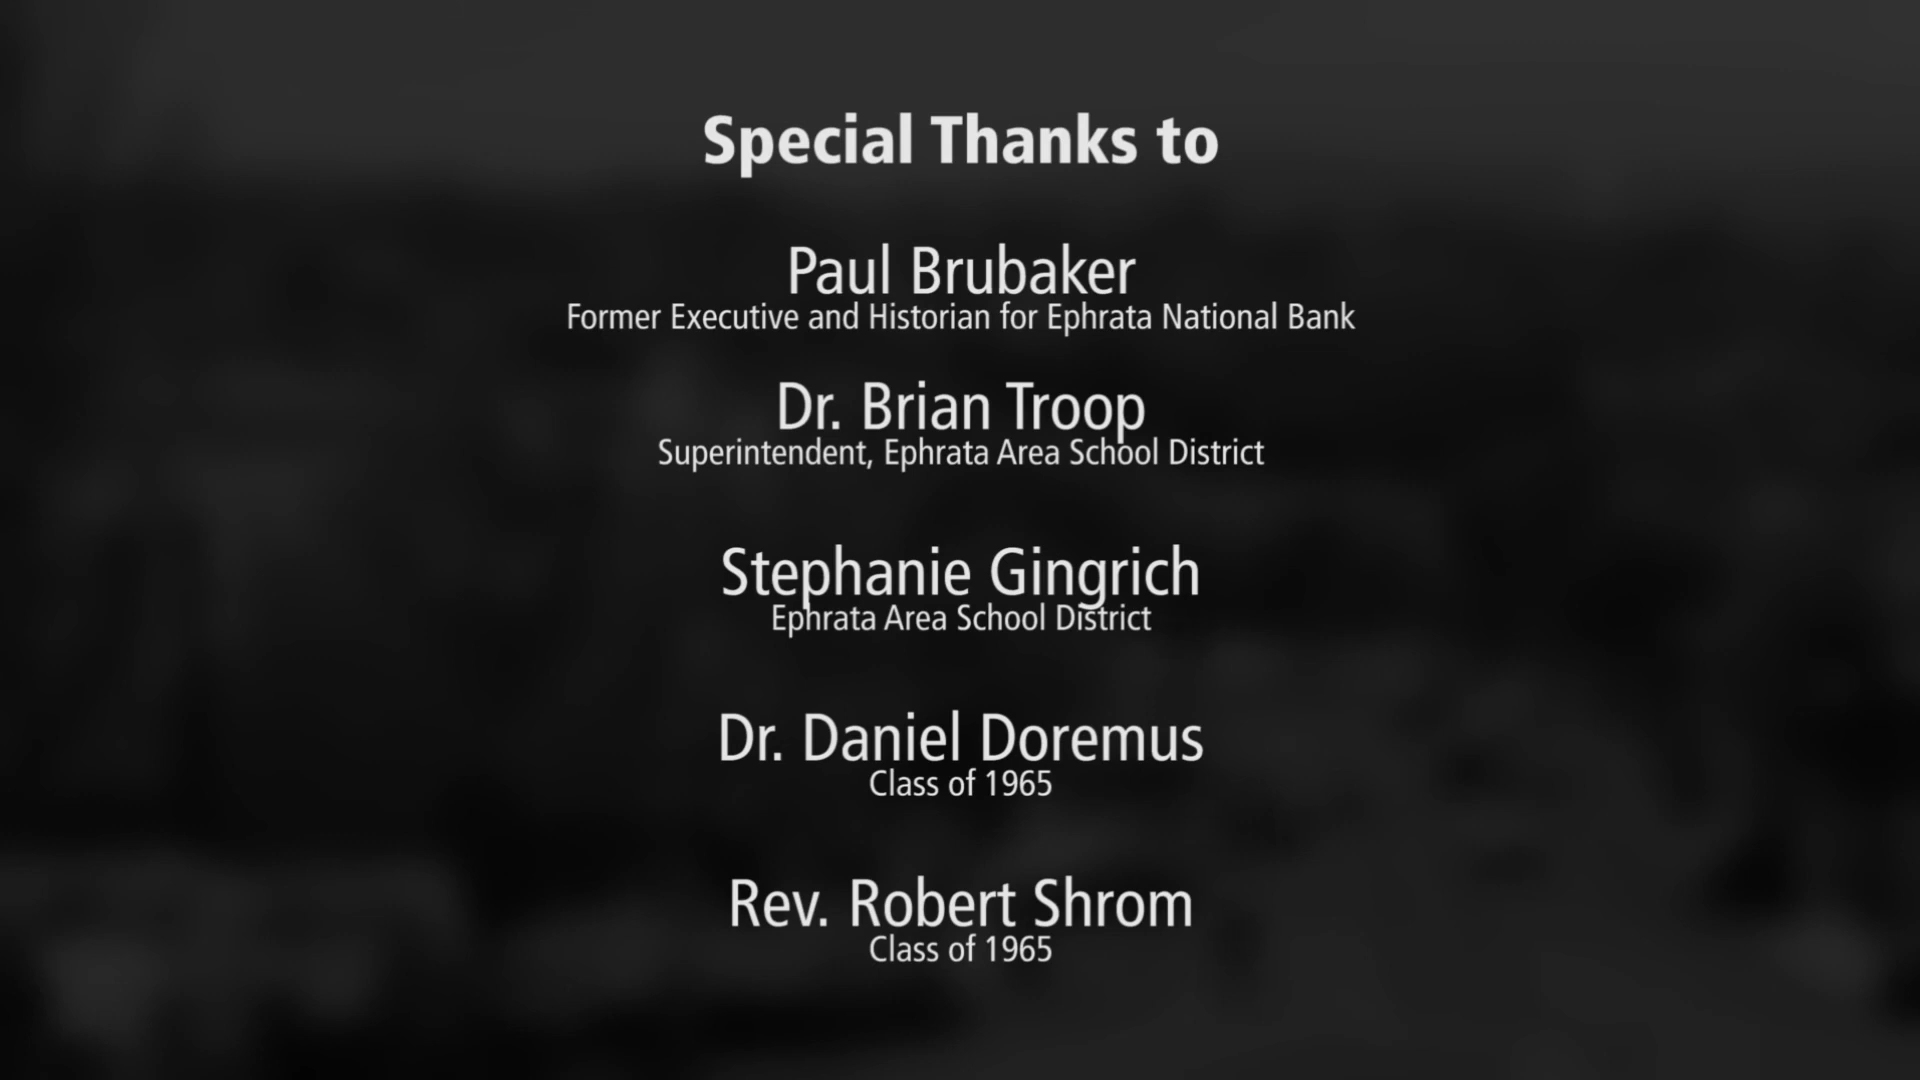 Special Thanks to
Paul Brubaker
Former Executive and Historian for Ephrata National Bank
Dr. Brian Troop
Superintendent, Ephrata Area School District
Stephanie Gingrich
Ephrata Area School District
Dr. Daniel Doremus
Class of 1965
Rev. Robert Shrom
Class of 1965